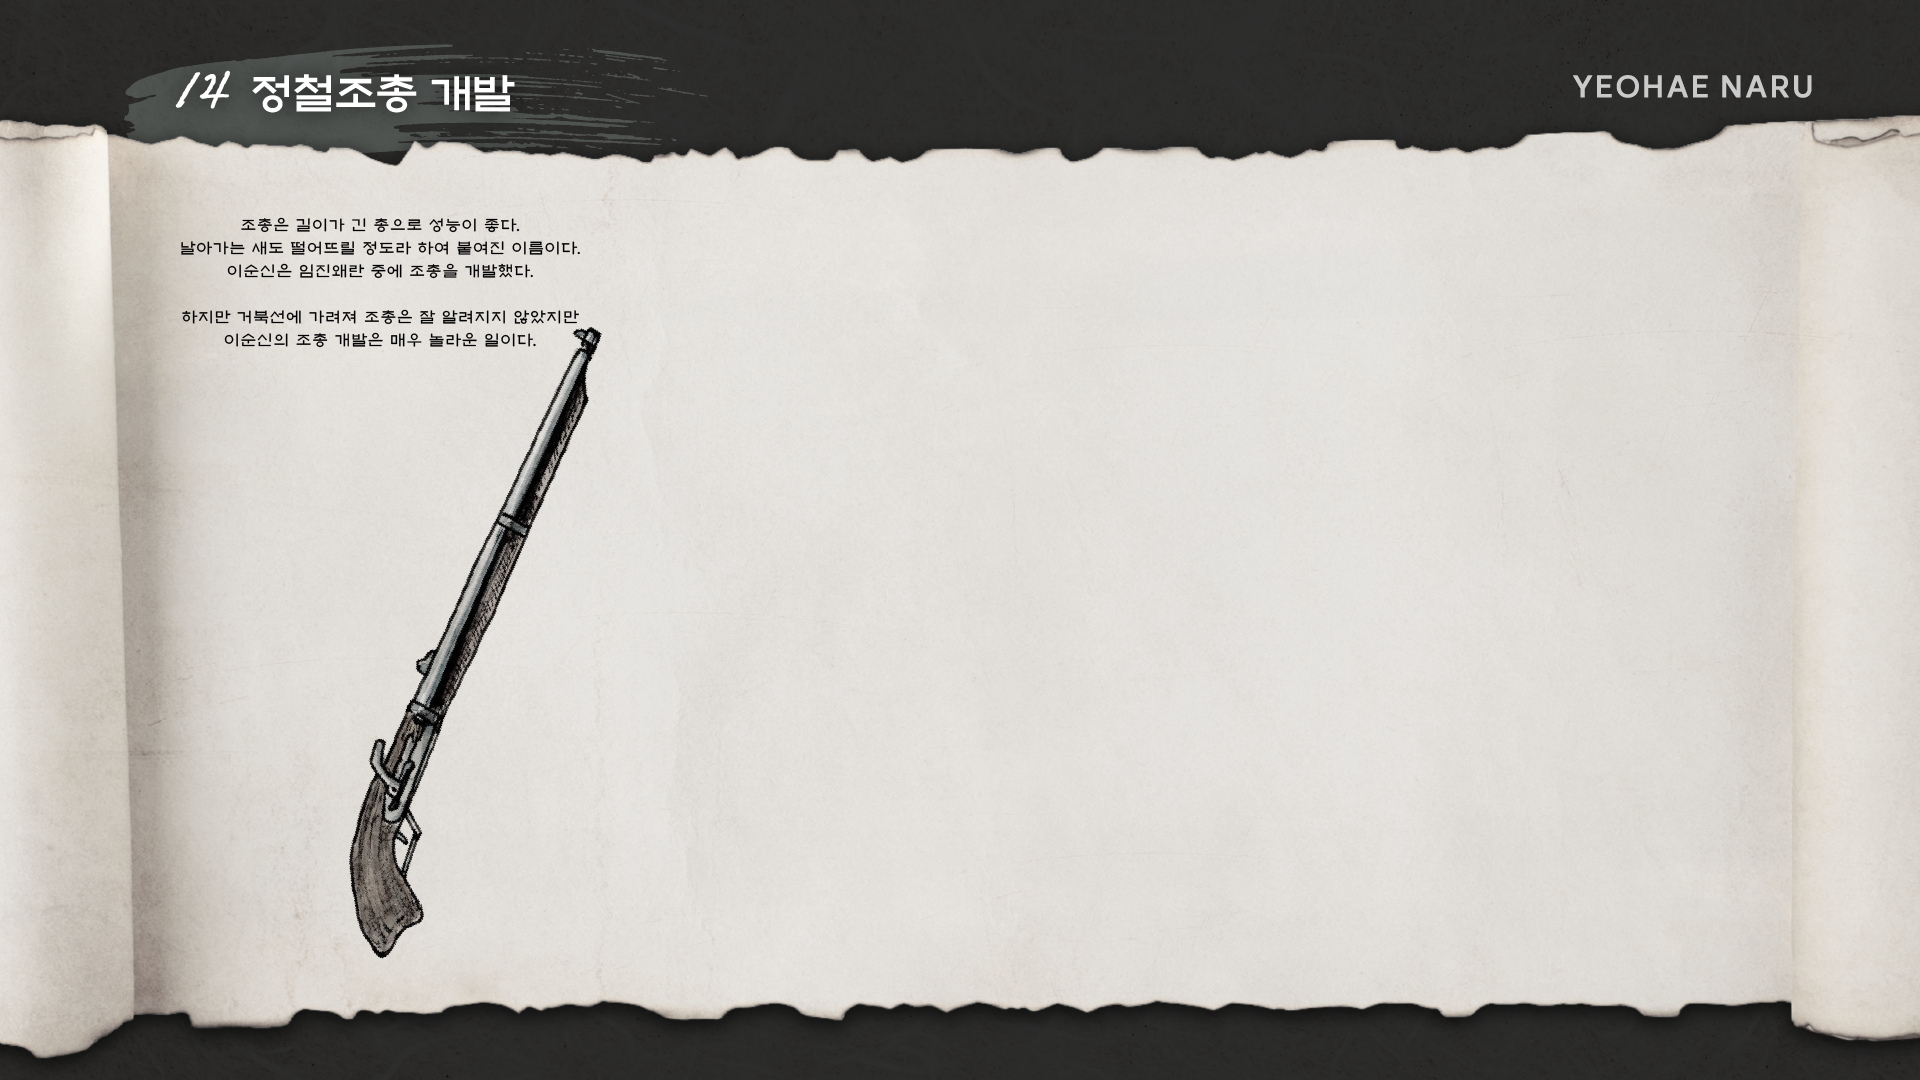 14 정철조총 개발
YEOHAE NARU
조총은 길이가 긴 총으로 성능이 좋다.
날아가는 새도 떨어뜨릴 정도라 하여 붙여진 이름이다.
이순신은 임진왜란 중에 조총을 개발했다.
하지만 거북선에 가려져 조총은 잘 알려지지 않았지만
이순신의 조총 개발은 매우 놀라운 일이다.